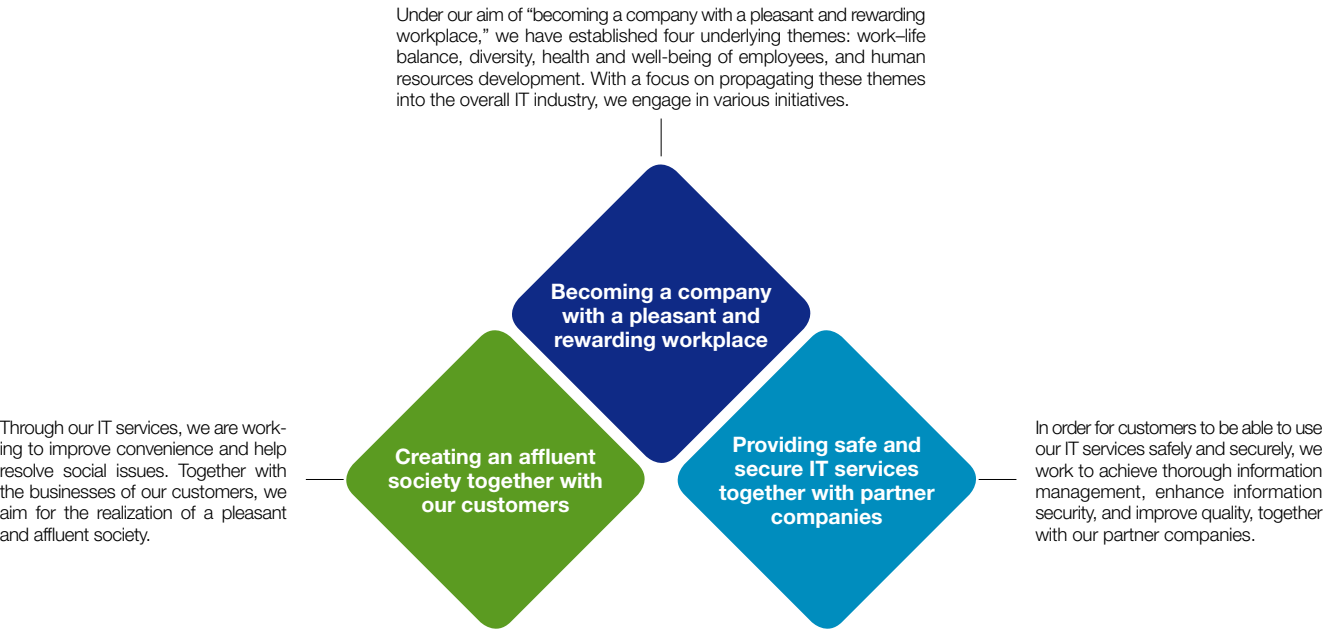 Under our aim of “becoming a company with a pleasant and rewarding
workplace,” we have established four underlying themes: work–life
balance, diversity, health and well-being of employees, and human
resources development. With a focus on propagating these themes
into the overall IT industry, we engage in various initiatives.
Becoming a company
with a pleasant and
rewarding workplace
Through our IT services, we are work-
ing to improve convenience and help
resolve social issues. Together with
the businesses of our customers, we
aim for the realization of a pleasant
and affluent society.
Creating an affluent
society together with
our customers
Providing safe and
secure IT services
together with partner
companies
In order for customers to be able to use
our IT services safely and securely, we
work to achieve thorough information
management, enhance information
security, and improve quality, together
with our partner companies.